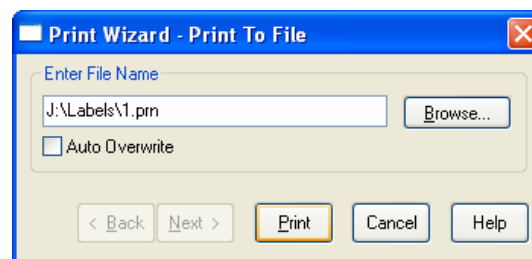 Print Wizard - Print To File
Enter File Name
J:\Labels\1.prn
Browse...
Auto Overwrite
< Back Next > Print Cancel Help